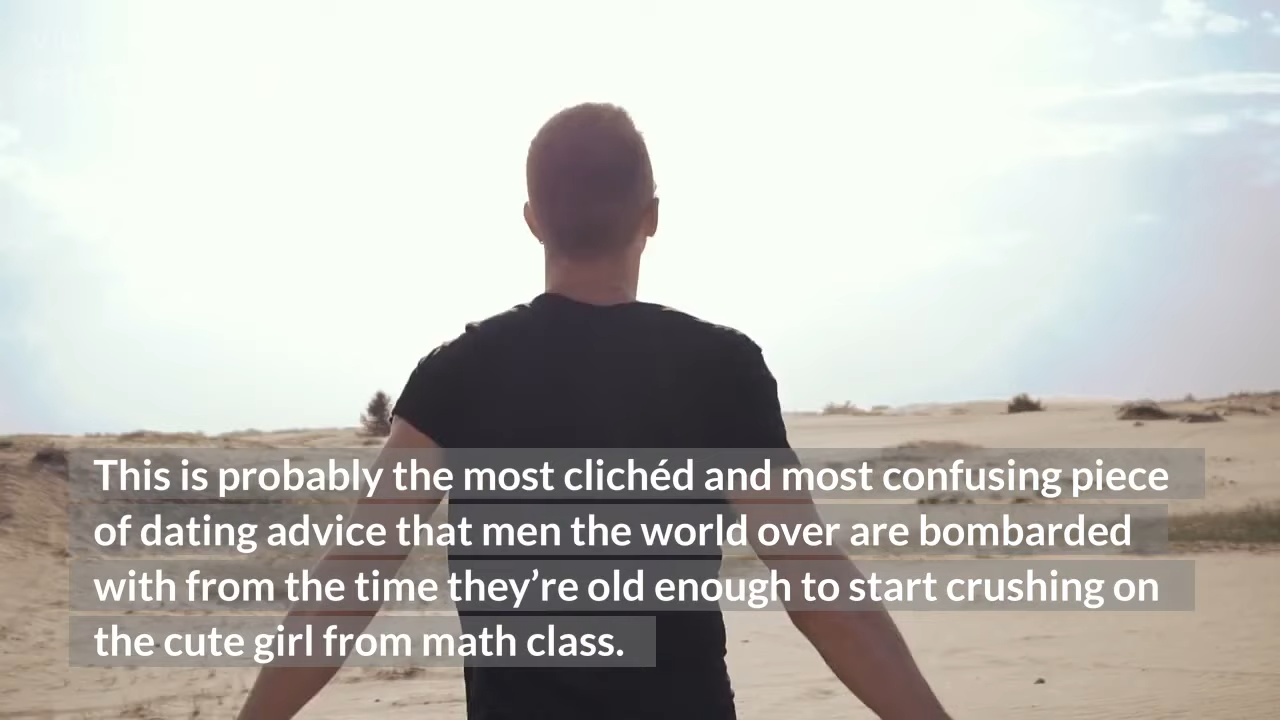 This is probably the most clichéd and most confusing piece
of dating advice that men the world over are bombarded
with from the time they’re old enough to start crushing on
the cute girl from math class.